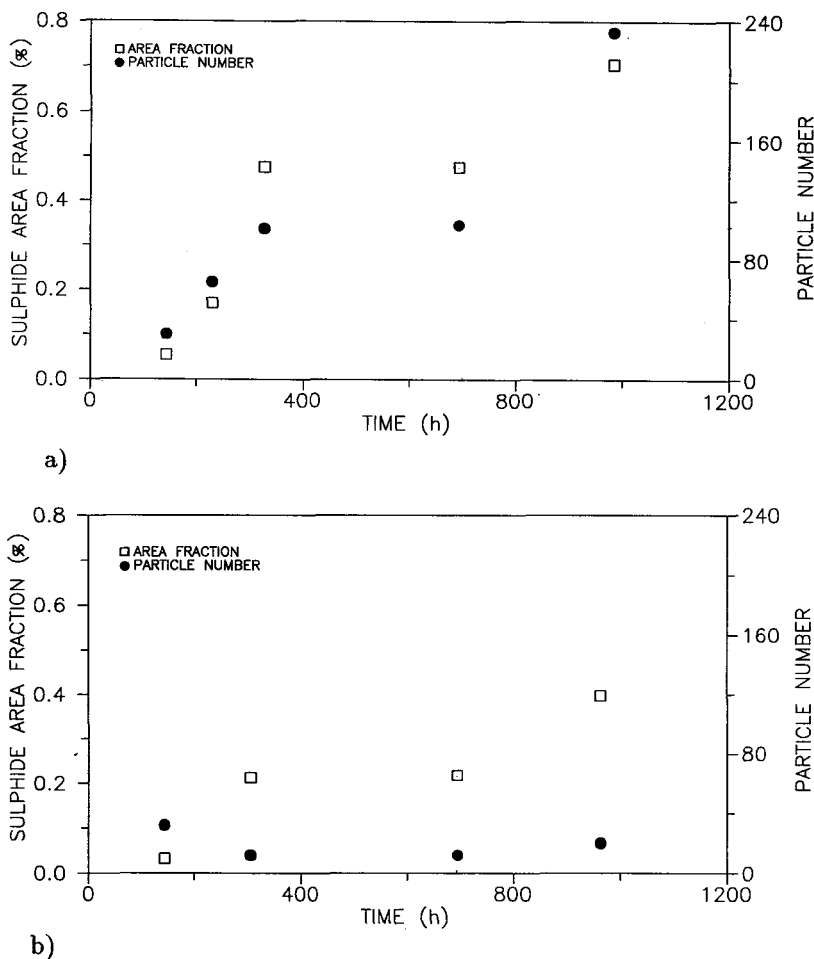 0.8
0.6
0.4
0.2
0.0
SULPHIDE AREA FRACTION (%)
□ AREA FRACTION
● PARTICLE NUMBER
240
160
80
0
PARTICLE NUMBER
0
400
800
1200
TIME (h)
a)
0.8
0.6
0.4
0.2
0.0
SULPHIDE AREA FRACTION (%)
□ AREA FRACTION
● PARTICLE NUMBER
240
160
80
0
PARTICLE NUMBER
0
400
800
1200
TIME (h)
b)